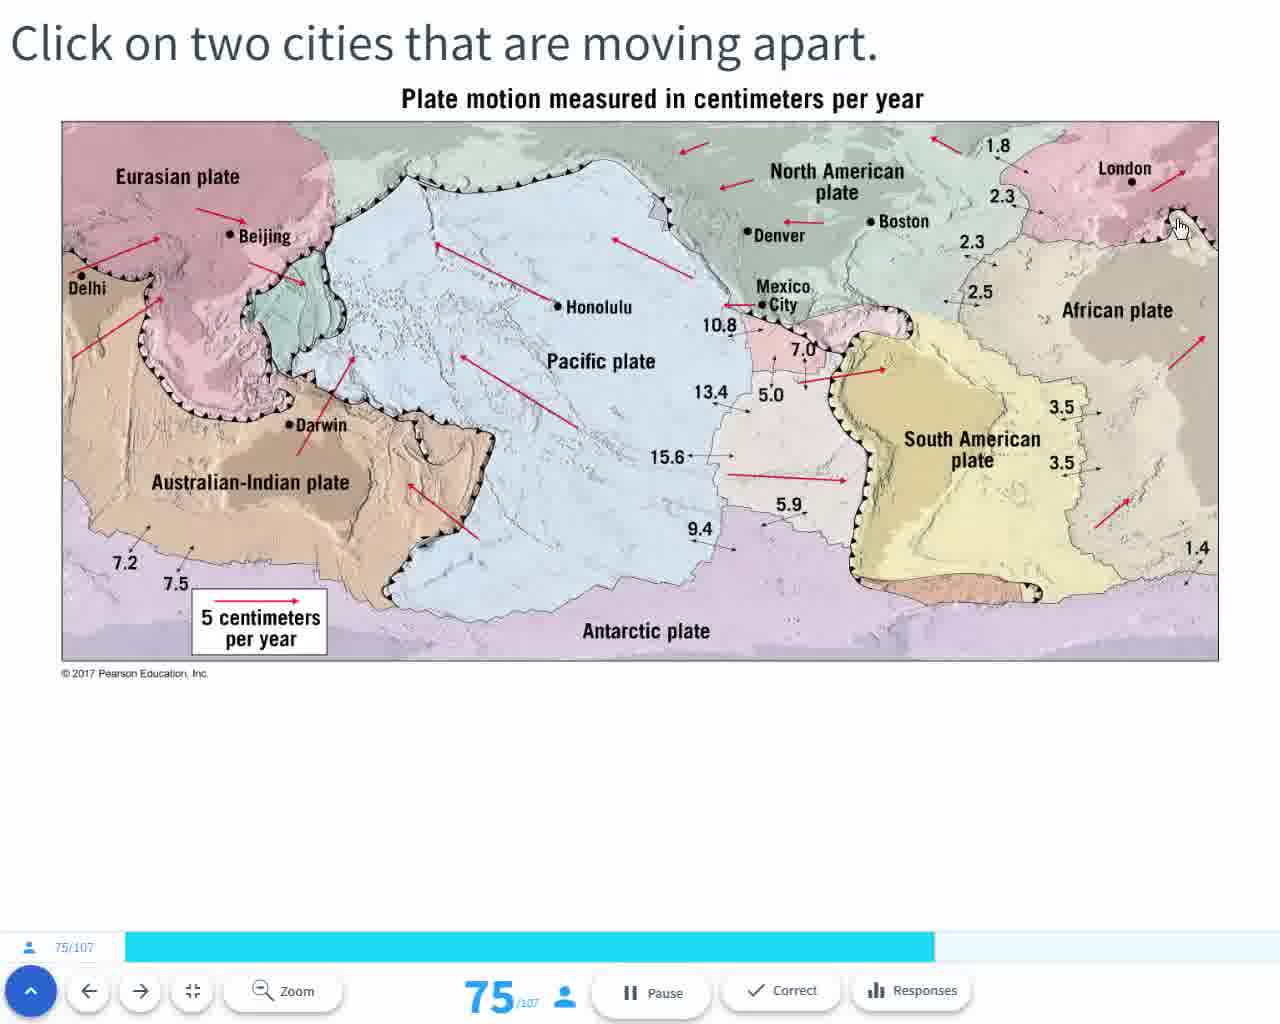 Click on two cities that are moving apart.
Plate motion measured in centimeters per year
1.8
Eurasian plate
North American
plate
London
2.3
Boston
Beijing
Denver
2.3
Delhi
Mexico
City
2.5
Honolulu
African plate
10.8
7.0
Pacific plate
13.4
5.0
3.5
Darwin
South American
plate
15.6
3.5
Australian-Indian plate
5.9
9.4
7.2
1.4
7.5
5 centimeters
per year
Antarctic plate
© 2017 Pearson Education, Inc.
75/107
Zoom
75/107
Pause
Correct
Responses